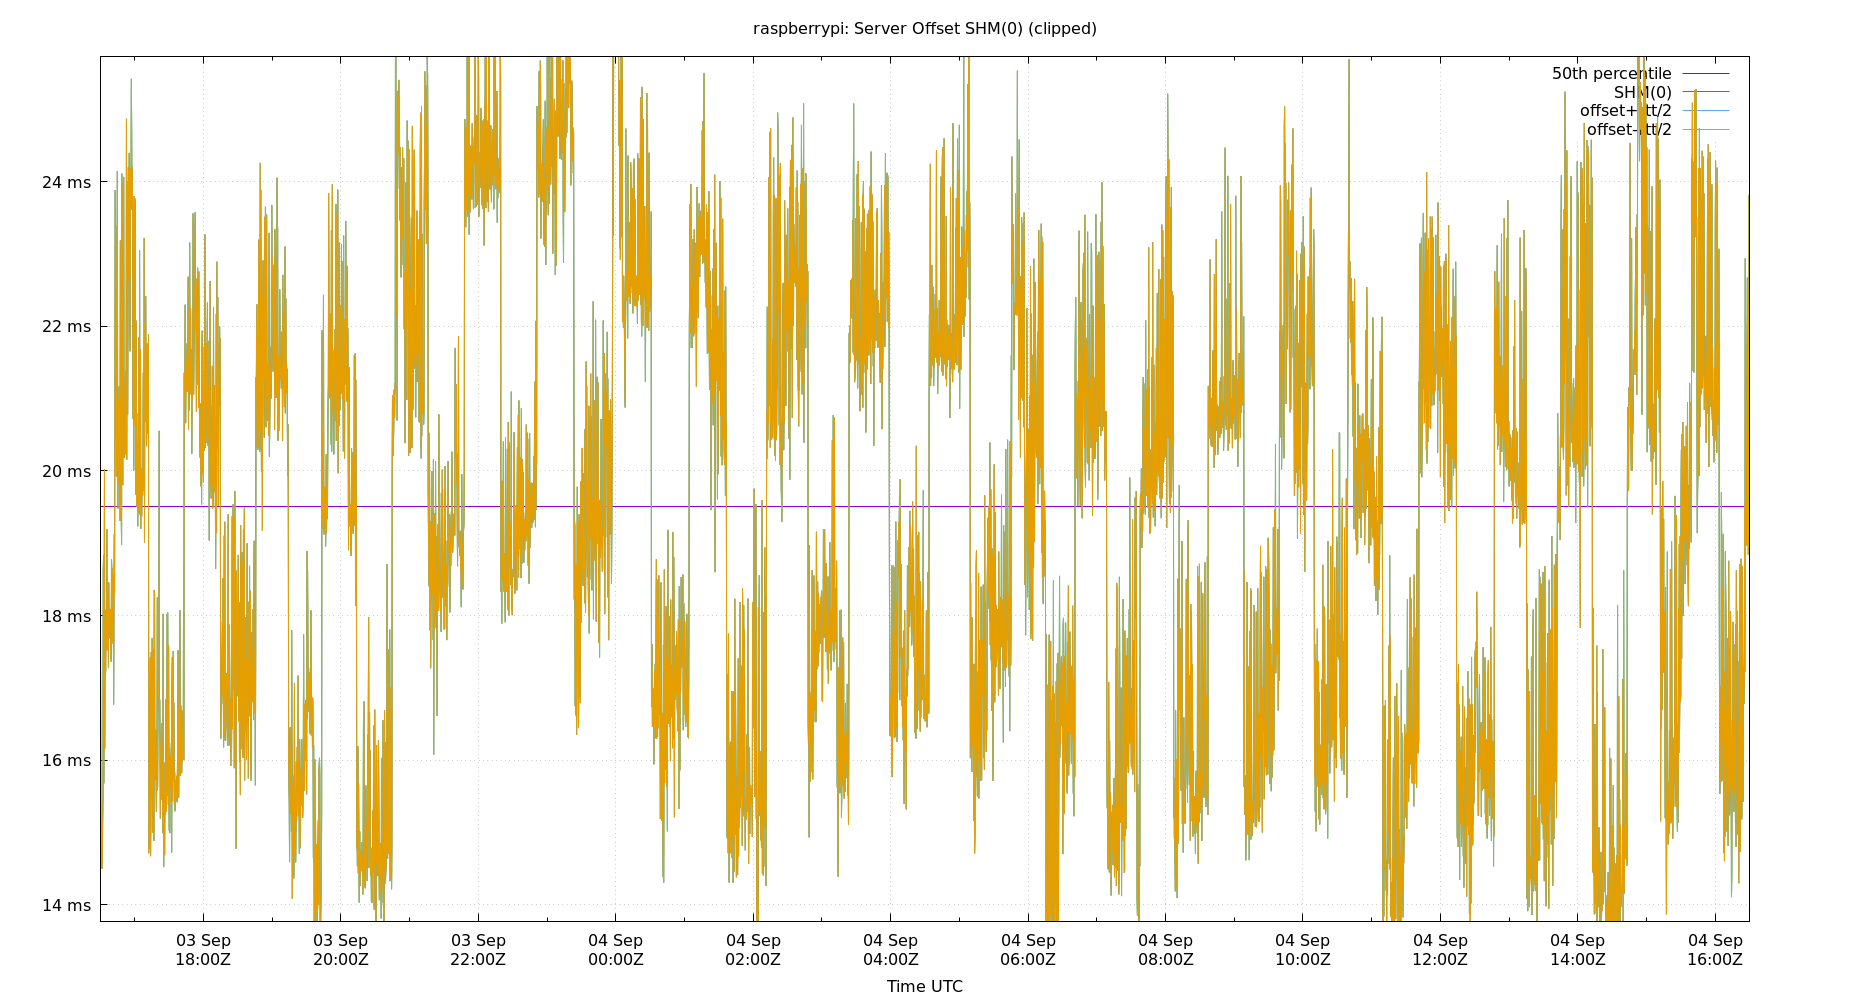 raspberrypi: Server Offset SHM(0) (clipped)
50th percentile
SHM(0)
offset+rtt/2
offset-rtt/2
24 ms
22 ms
20 ms
18 ms
16 ms
14 ms
03 Sep 03 Sep 03 Sep 04 Sep 04 Sep 04 Sep 04 Sep 04 Sep 04 Sep 04 Sep 04 Sep 04 Sep
18:00Z 20:00Z 22:00Z 00:00Z 02:00Z 04:00Z 06:00Z 08:00Z 10:00Z 12:00Z 14:00Z 16:00Z
Time UTC